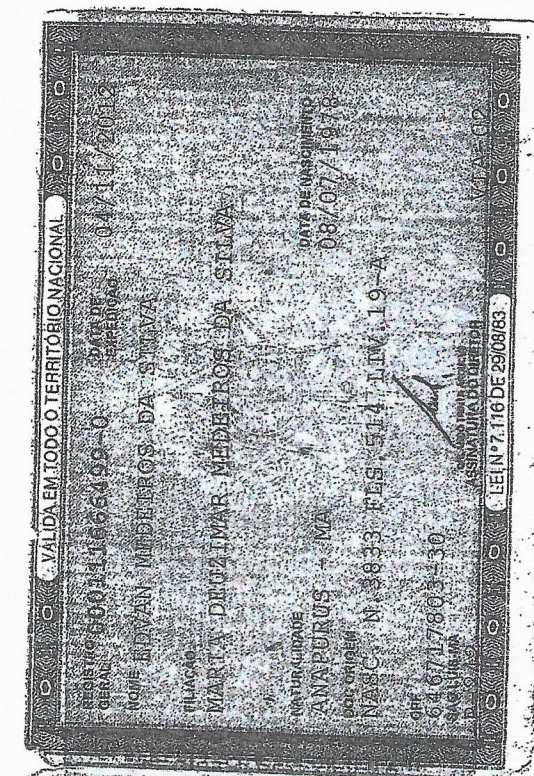 VÁLIDA EM TODO O TERRITÓRIO NACIONAL
REGISTRO GERAL DATA DE EXPEDIÇÃO 04/11/2012
NOME EDVAN MEDEIROS DA SILVA
FILIAÇÃO
MARIA DEUZIMAR MEDEIROS DA SILVA
NATURALIDADE DATA DE NASCIMENTO
ANAPURUS - MA 08/07/1978
DOC ORIGEM
NASC. N.3833 FLS.514 LIV.19-A
CPF
VIA-02
ASSINATURA DO DIRETOR
LEI Nº 7.116 DE 29/08/83